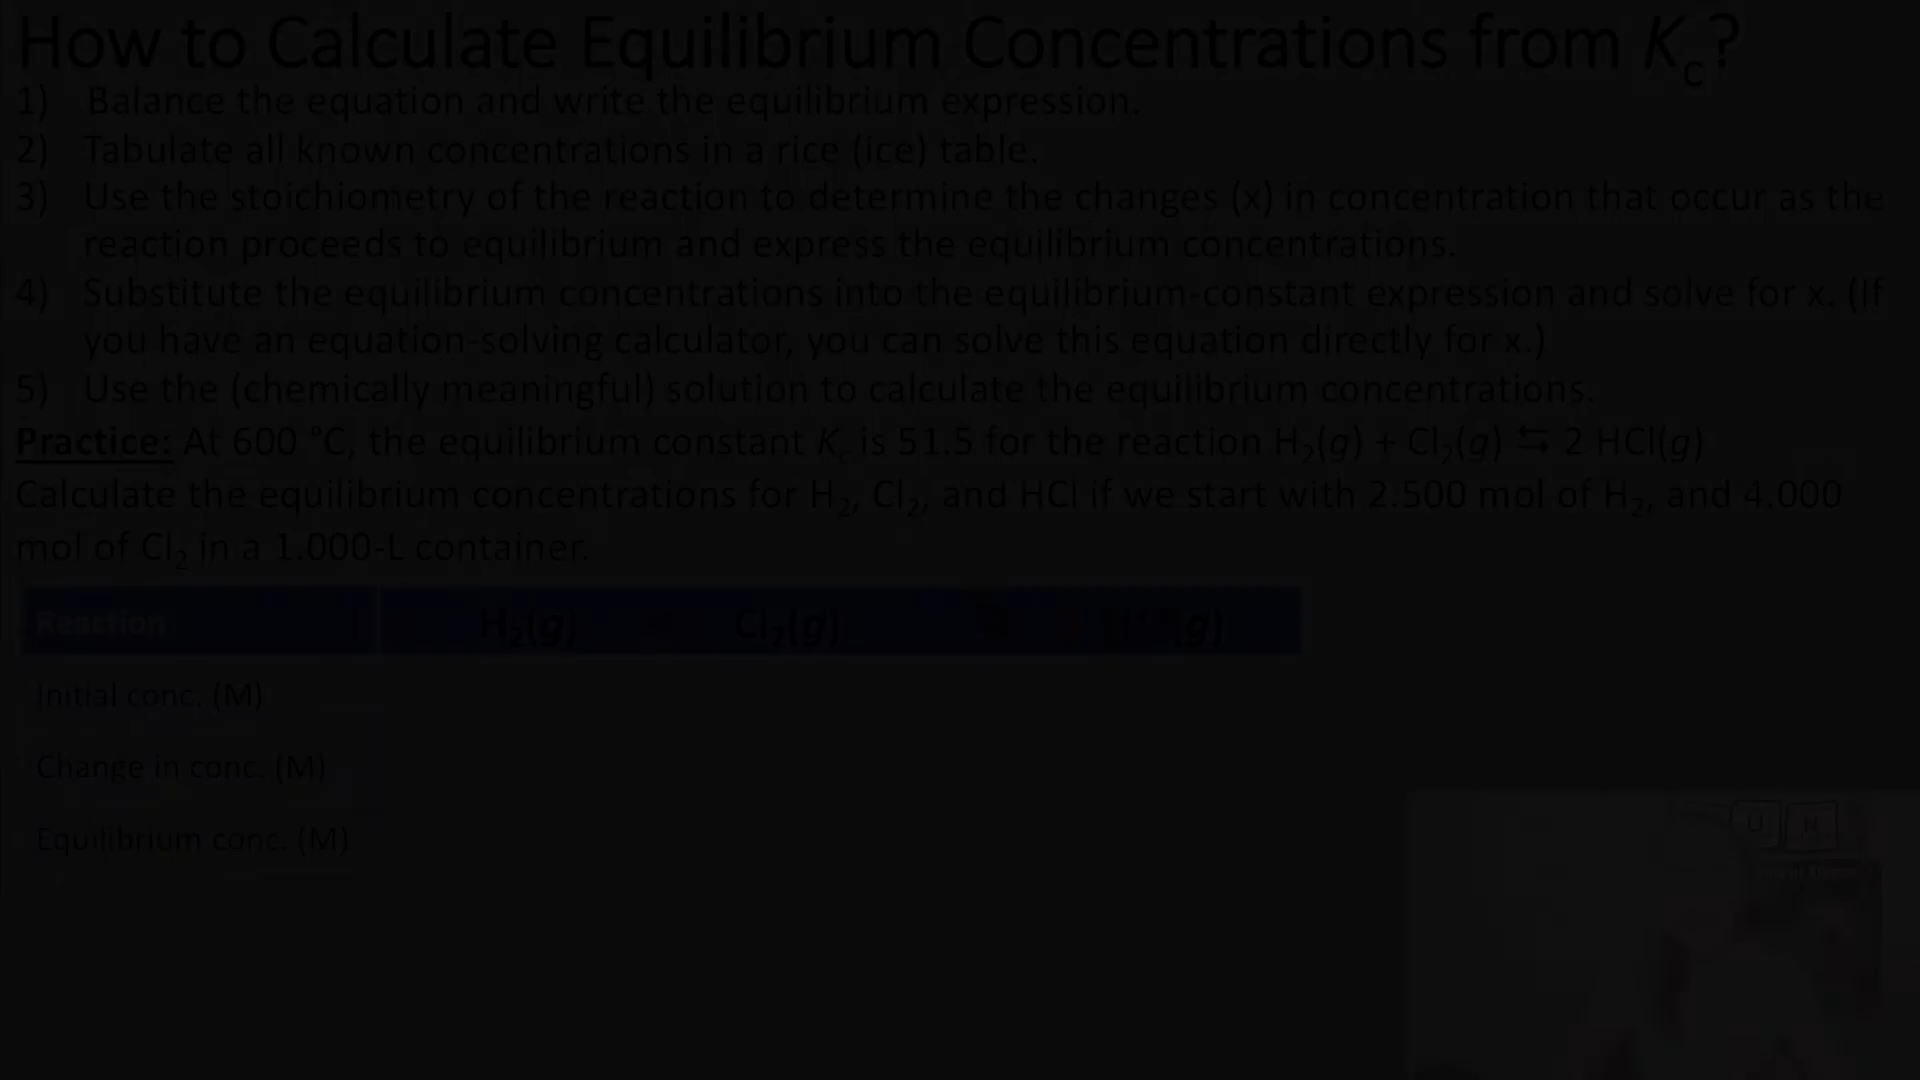 How to Calculate Equilibrium Concentrations from Kc?
1) Balance the equation and write the equilibrium expression.
2) Tabulate all known concentrations in a rice (ice) table.
3) Use the stoichiometry of the reaction to determine the changes (x) in concentration that occur as the
reaction proceeds to equilibrium and express the equilibrium concentrations.
4) Substitute the equilibrium concentrations into the equilibrium-constant expression and solve for x. (If
you have an equation-solving calculator, you can solve this equation directly for x.)
5) Use the (chemically meaningful) solution to calculate the equilibrium concentrations.
Practice: At 600 °C, the equilibrium constant Kc is 51.5 for the reaction H₂(g) + Cl₂(g) ⇆ 2 HCl(g)
Calculate the equilibrium concentrations for H₂, Cl₂, and HCl if we start with 2.500 mol of H₂, and 4.000
mol of Cl₂ in a 1.000-L container.
Reaction H₂(g) Cl₂(g)
Initial conc. (M)
Change in conc. (M)
Equilibrium conc. (M)
U N